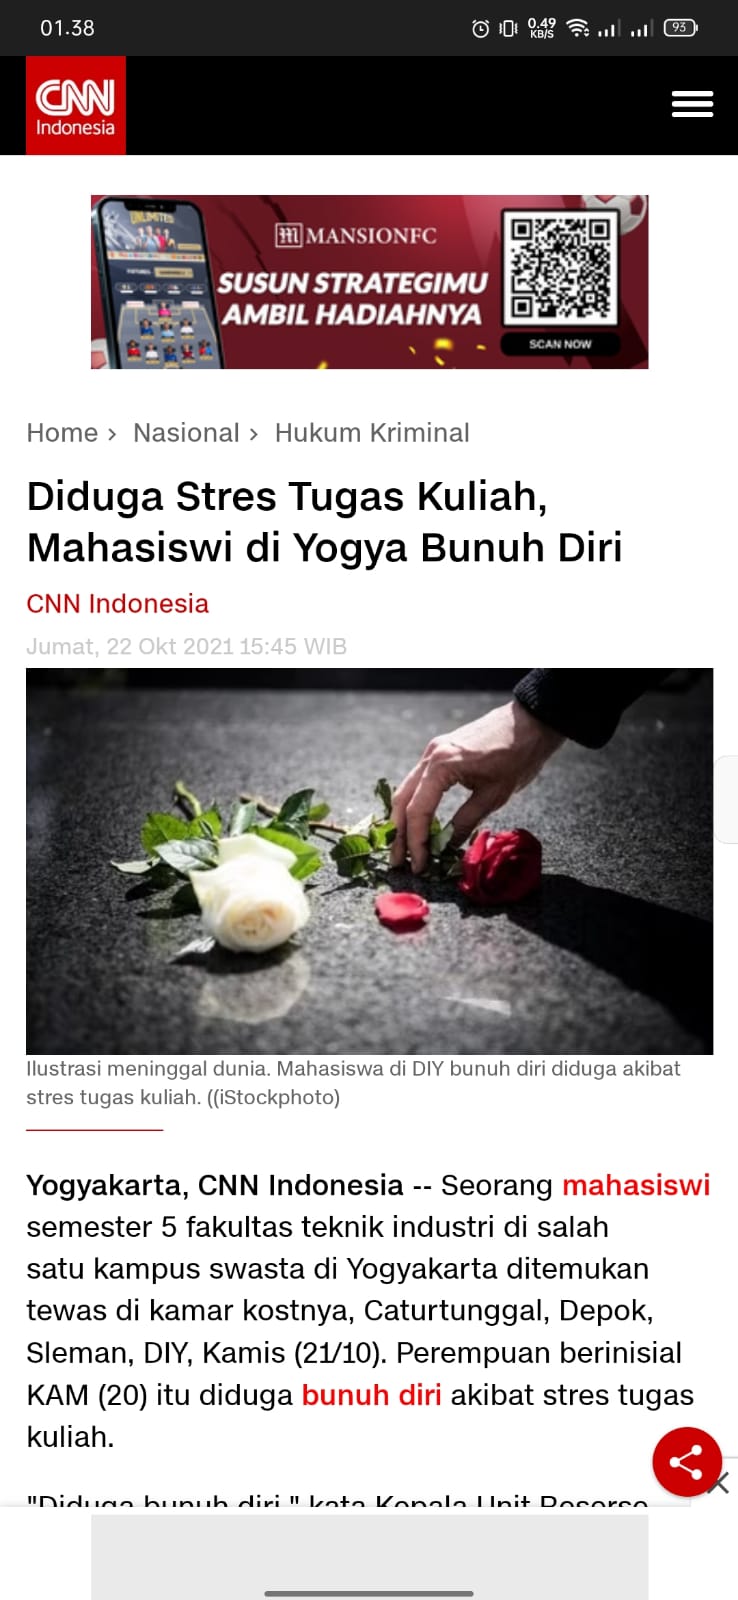 01.38
0.49
KB/S
93
CNN
Indonesia
UNLIMITED
MANSIONFC
SUSUN STRATEGIMU
AMBIL HADIAHNYA
SCAN NOW
Home › Nasional › Hukum Kriminal
Diduga Stres Tugas Kuliah,
Mahasiswi di Yogya Bunuh Diri
CNN Indonesia
Jumat, 22 Okt 2021 15:45 WIB
Ilustrasi meninggal dunia. Mahasiswa di DIY bunuh diri diduga akibat
stres tugas kuliah. ((iStockphoto)
Yogyakarta, CNN Indonesia -- Seorang mahasiswi
semester 5 fakultas teknik industri di salah
satu kampus swasta di Yogyakarta ditemukan
tewas di kamar kostnya, Caturtunggal, Depok,
Sleman, DIY, Kamis (21/10). Perempuan berinisial
KAM (20) itu diduga bunuh diri akibat stres tugas
kuliah.
"Diduga bunuh diri," kata Kepala Unit Reserse